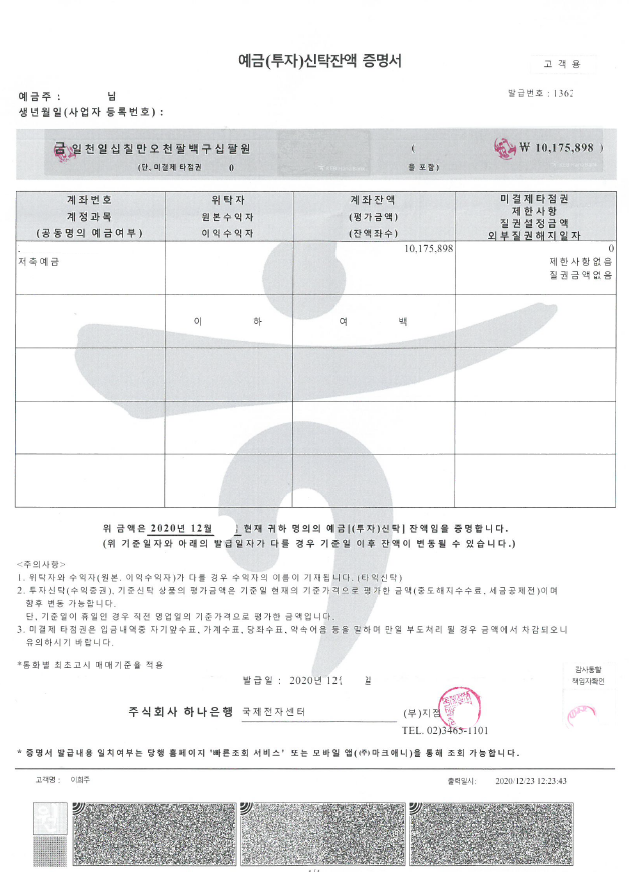 예금(투자)신탁잔액 증명서
고 객 용
예금주 : 님
발급번호 : 1362
생년월일(사업자 등록번호) :
금 일천일십칠만오천팔백구십팔원 ( ₩ 10,175,898 )
(단, 미결제 타점권 0 을 포함)
계좌번호
계정과목
(공동명의 예금여부)
위탁자
원본수익자
이익수익자
계좌잔액
(평가금액)
(잔액좌수)
미결제타점권
제한사항
질권설정금액
외부질권해지일자
저축예금
10,175,898
0
제한사항없음
질권금액없음
이 하 여 백
위 금액은 2020년 12월 현재 귀하 명의의 예금[(투자)신탁] 잔액임을 증명합니다.
(위 기준일자와 아래의 발급일자가 다를 경우 기준일 이후 잔액이 변동될 수 있습니다.)
<주의사항>
1. 위탁자와 수익자(원본, 이익수익자)가 다를 경우 수익자의 이름이 기재됩니다. (타익신탁)
2. 투자신탁(수익증권), 기준신탁 상품의 평가금액은 기준일 현재의 기준가격으로 평가한 금액(중도해지수수료, 세금공제전)이며
향후 변동 가능합니다.
단, 기준일이 휴일인 경우 직전 영업일의 기준가격으로 평가한 금액입니다.
3. 미결제 타점권은 입금내역중 자기앞수표, 가계수표, 당좌수표, 약속어음 등을 말하며 만일 부도처리 될 경우 금액에서 차감되오니
유의하시기 바랍니다.
*통화별 최초고시 매매기준율 적용
검사통할
책임자확인
발급일 : 2020년 12 일
주식회사 하나은행 국제전자센터 (부)지점
TEL. 02)3465-1101
* 증명서 발급내용 일치여부는 당행 홈페이지 '빠른조회 서비스' 또는 모바일 앱(㈜마크애니)을 통해 조회 가능합니다.
고객명 : 이희주
출력일시: 2020/12/23 12:23:43
원
1/1